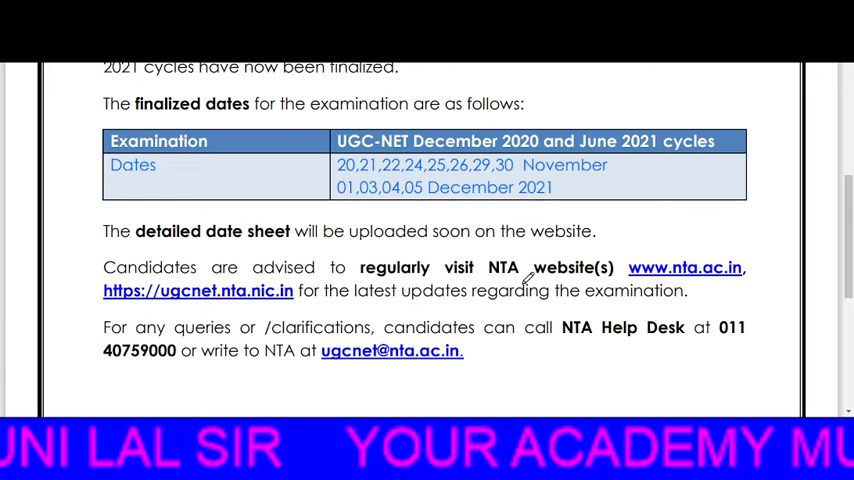 2021 cycles have now been finalized.
The finalized dates for the examination are as follows:
Examination UGC-NET December 2020 and June 2021 cycles
Dates 20,21,22,24,25,26,29,30 November
01,03,04,05 December 2021
The detailed date sheet will be uploaded soon on the website.
Candidates are advised to regularly visit NTA website(s) www.nta.ac.in,
https://ugcnet.nta.nic.in for the latest updates regarding the examination.
For any queries or /clarifications, candidates can call NTA Help Desk at 011
40759000 or write to NTA at ugcnet@nta.ac.in.
UNI LAL SIR YOUR ACADEMY MU